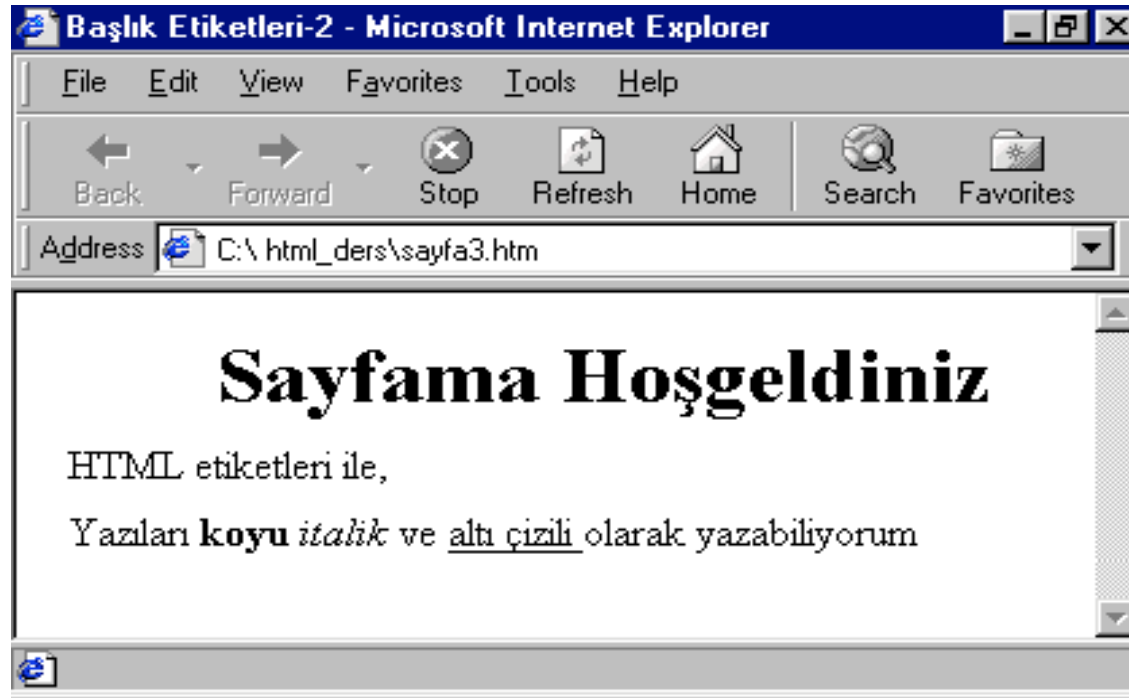 Başlık Etiketleri-2 - Microsoft Internet Explorer
File Edit View Favorites Tools Help
Back Forward Stop Refresh Home Search Favorites
Address C:\ html_ders\sayfa3.htm
Sayfama Hoşgeldiniz
HTML etiketleri ile,
Yazıları koyu italik ve altı çizili olarak yazabiliyorum